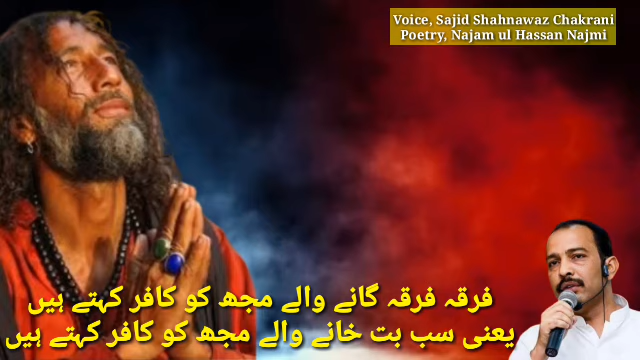 Voice, Sajid Shahnawaz Chakrani
Poetry, Najam ul Hassan Najmi
فرقہ فرقہ گانے والے مجھ کو کافر کہتے ہیں
یعنی سب بت خانے والے مجھ کو کافر کہتے ہیں